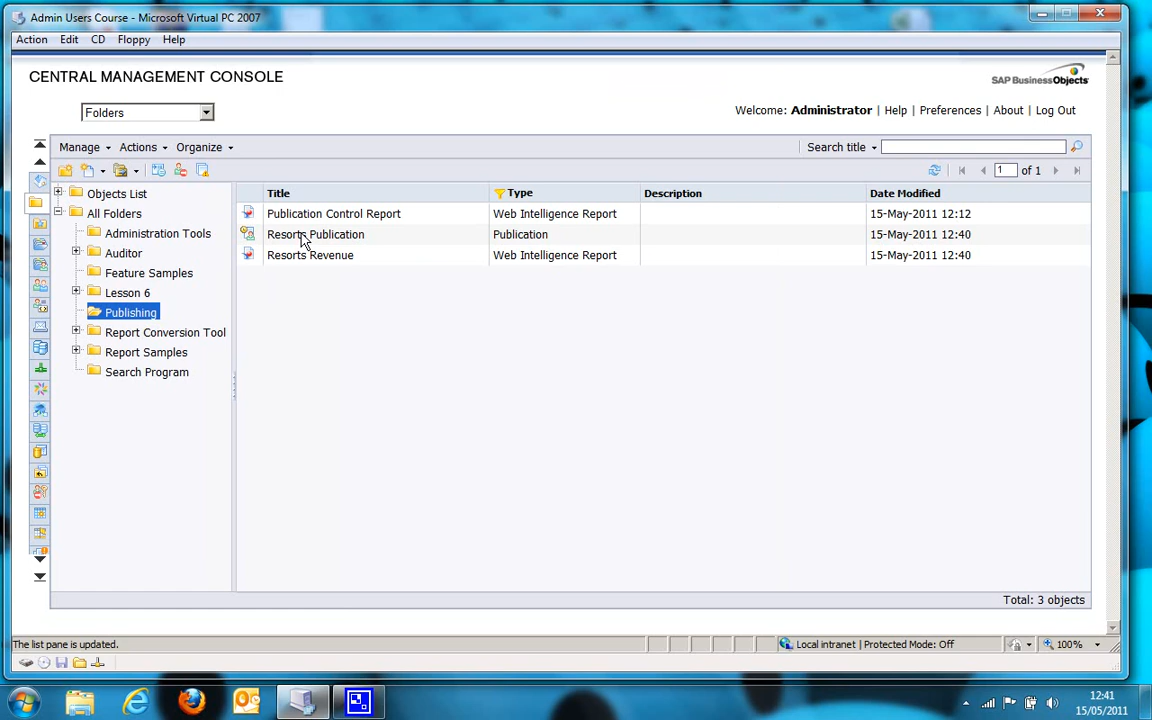 Admin Users Course - Microsoft Virtual PC 2007
Action Edit CD Floppy Help
CENTRAL MANAGEMENT CONSOLE
SAP BusinessObjects
Folders
Welcome: Administrator | Help | Preferences | About | Log Out
Manage Actions Organize Search title
1 of 1
Objects List
All Folders
Administration Tools
Auditor
Feature Samples
Lesson 6
Publishing
Report Conversion Tool
Report Samples
Search Program
Title Type Description Date Modified
Publication Control Report Web Intelligence Report 15-May-2011 12:12
Resorts Publication Publication 15-May-2011 12:40
Resorts Revenue Web Intelligence Report 15-May-2011 12:40
Total: 3 objects
The list pane is updated. Local intranet | Protected Mode: Off 100%
12:41
15/05/2011